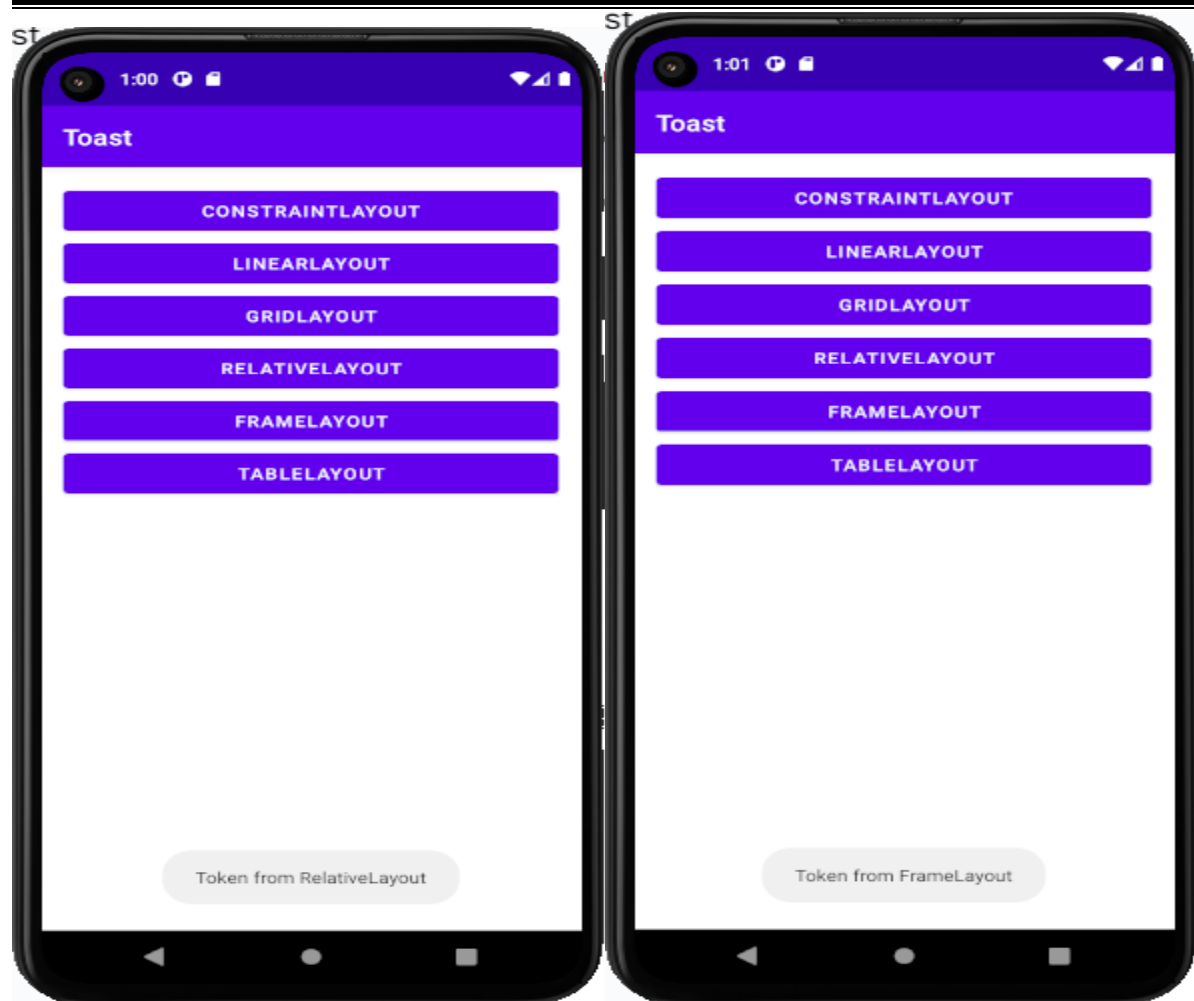 st
1:00
Toast
CONSTRAINTLAYOUT
LINEARLAYOUT
GRIDLAYOUT
RELATIVELAYOUT
FRAMELAYOUT
TABLELAYOUT
Token from RelativeLayout
st
1:01
Toast
CONSTRAINTLAYOUT
LINEARLAYOUT
GRIDLAYOUT
RELATIVELAYOUT
FRAMELAYOUT
TABLELAYOUT
Token from FrameLayout